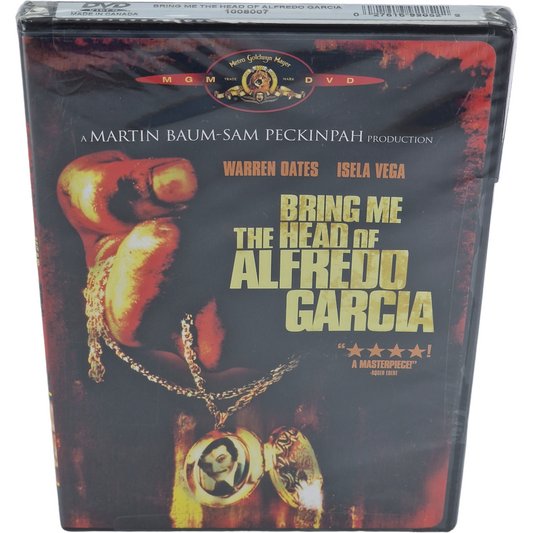 DVD
MADE IN CANADA
BRING ME THE HEAD OF ALFREDO GARCIA
1008007
Metro Goldwyn Mayer
MGM TRADE MARK DVD
A MARTIN BAUM-SAM PECKINPAH PRODUCTION
WARREN OATES ISELA VEGA
BRING ME
THE HEAD OF
ALFREDO
GARCIA
“★★★★!
A MASTERPIECE!”